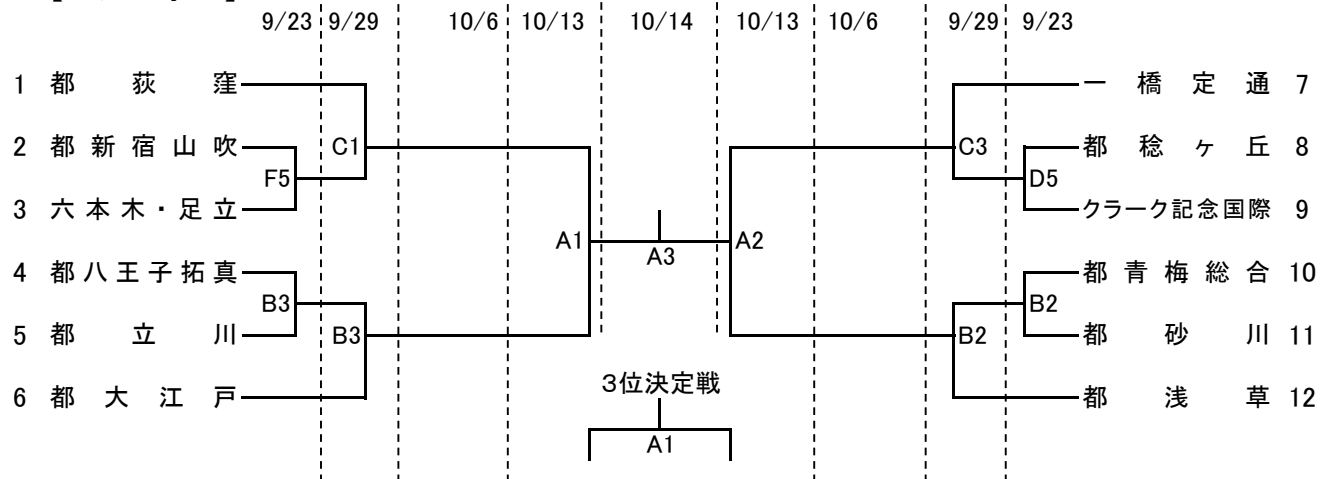 9/23 9/29 10/6 10/13 10/14 10/13 10/6 9/29 9/23
1 都荻窪 一橋定通 7
2 都新宿山吹 C1 C3 都稔ヶ丘 8
F5 D5
3 六本木・足立 クラーク記念国際 9
A1 A3 A2
4 都八王子拓真 都青梅総合 10
B3 B2
5 都立川 B3 B2 都砂川 11
3位決定戦
6 都大江戸 都浅草 12
A1